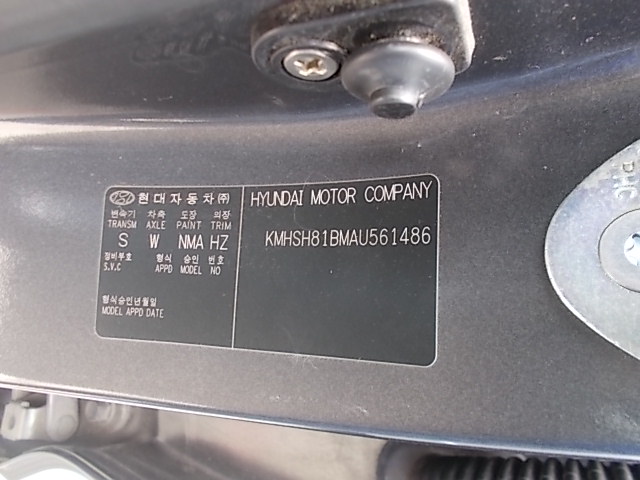 현대자동차㈜
변속기 차축 도장 의장
TRANSM AXLE PAINT TRIM
S W NMA HZ
정비부호 형식 승인 번호
S.V.C APPD MODEL NO
형식승인년월일
MODEL APPD DATE
HYUNDAI MOTOR COMPANY
KMHSH81BMAU561486